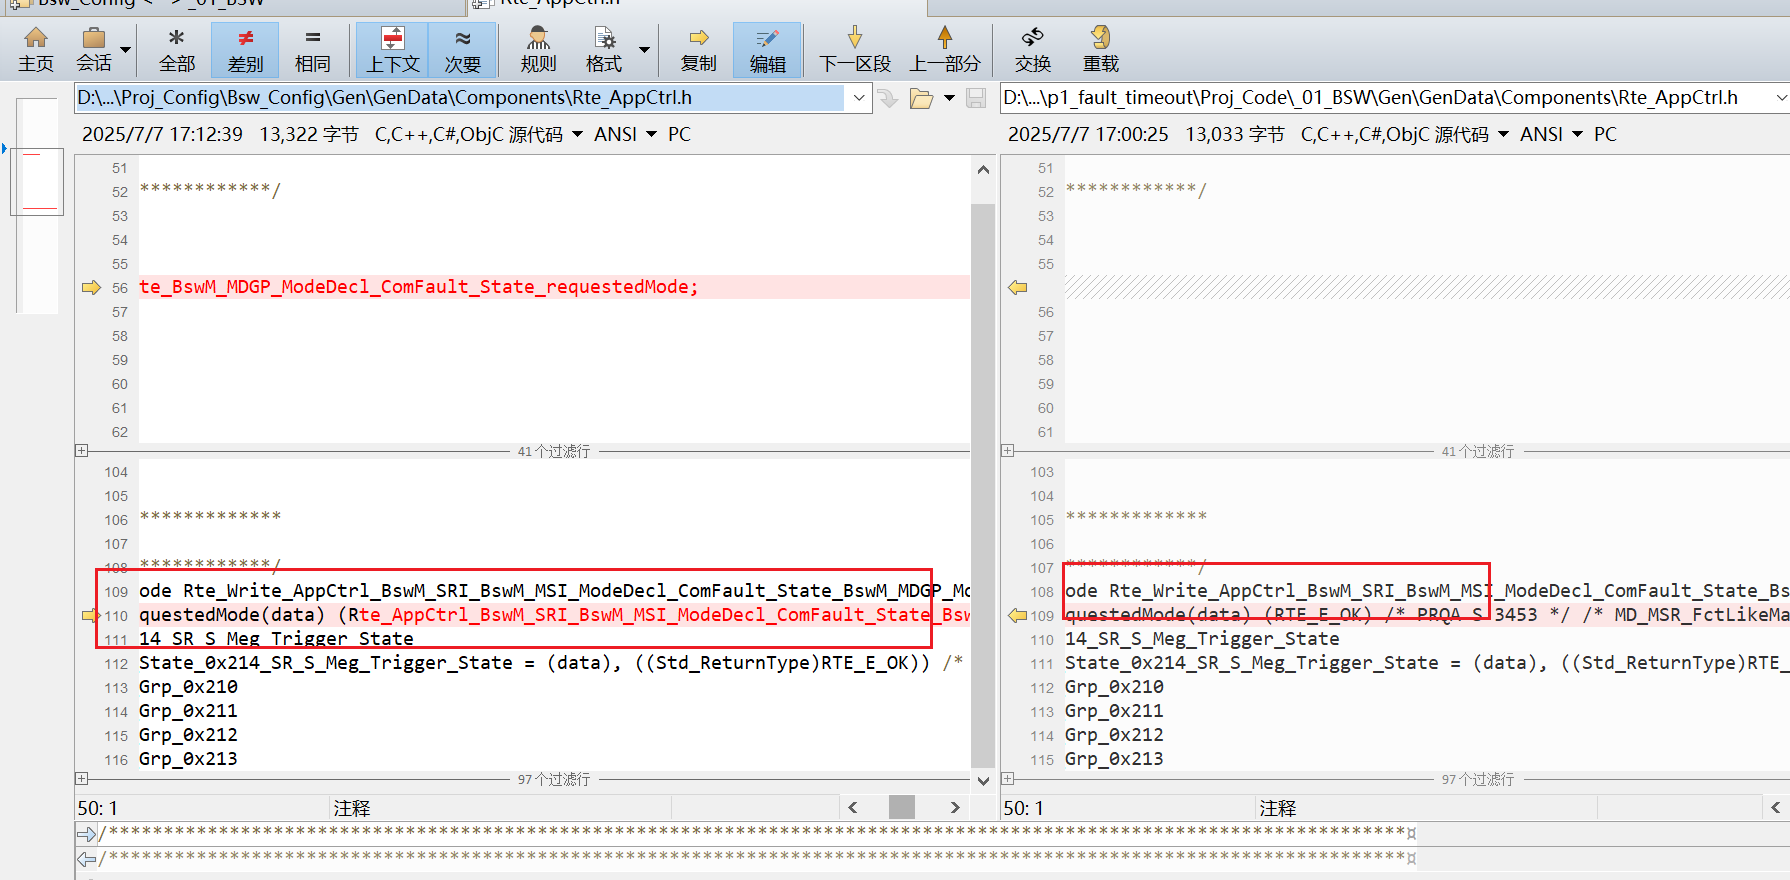 Bsw_Config < > _01_BSW
Rte_AppCtrl.h
主页
会话
全部
差别
相同
上下文
次要
规则
格式
复制
编辑
下一区段
上一部分
交换
重载
D:\...\Proj_Config\Bsw_Config\Gen\GenData\Components\Rte_AppCtrl.h
D:\...\p1_fault_timeout\Proj_Code\_01_BSW\Gen\GenData\Components\Rte_AppCtrl.h
2025/7/7 17:12:39 13,322 字节 C,C++,C#,ObjC 源代码 ANSI PC
2025/7/7 17:00:25 13,033 字节 C,C++,C#,ObjC 源代码 ANSI PC
51
52 ************/
53
54
55
56 te_BswM_MDGP_ModeDecl_ComFault_State_requestedMode;
57
58
59
60
61
62
41 个过滤行
104
105
106 *************
107
108 ************/
109 ode Rte_Write_AppCtrl_BswM_SRI_BswM_MSI_ModeDecl_ComFault_State_BswM_MDGP_Mo
110 questedMode(data) (Rte_AppCtrl_BswM_SRI_BswM_MSI_ModeDecl_ComFault_State_Bsw
111 14_SR_S_Meg_Trigger_State
112 State_0x214_SR_S_Meg_Trigger_State = (data), ((Std_ReturnType)RTE_E_OK)) /*
113 Grp_0x210
114 Grp_0x211
115 Grp_0x212
116 Grp_0x213
97 个过滤行
50: 1 注释
51
52 ************/
53
54
55
56
57
58
59
60
61
41 个过滤行
103
104
105 *************
106
107 ************/
108 ode Rte_Write_AppCtrl_BswM_SRI_BswM_MSI_ModeDecl_ComFault_State_Bs
109 questedMode(data) (RTE_E_OK) /* PRQA S 3453 */ /* MD_MSR_FctLikeMa
110 14_SR_S_Meg_Trigger_State
111 State_0x214_SR_S_Meg_Trigger_State = (data), ((Std_ReturnType)RTE_
112 Grp_0x210
113 Grp_0x211
114 Grp_0x212
115 Grp_0x213
97 个过滤行
50: 1 注释
/**********************************************************************************************************************¤
/**********************************************************************************************************************¤